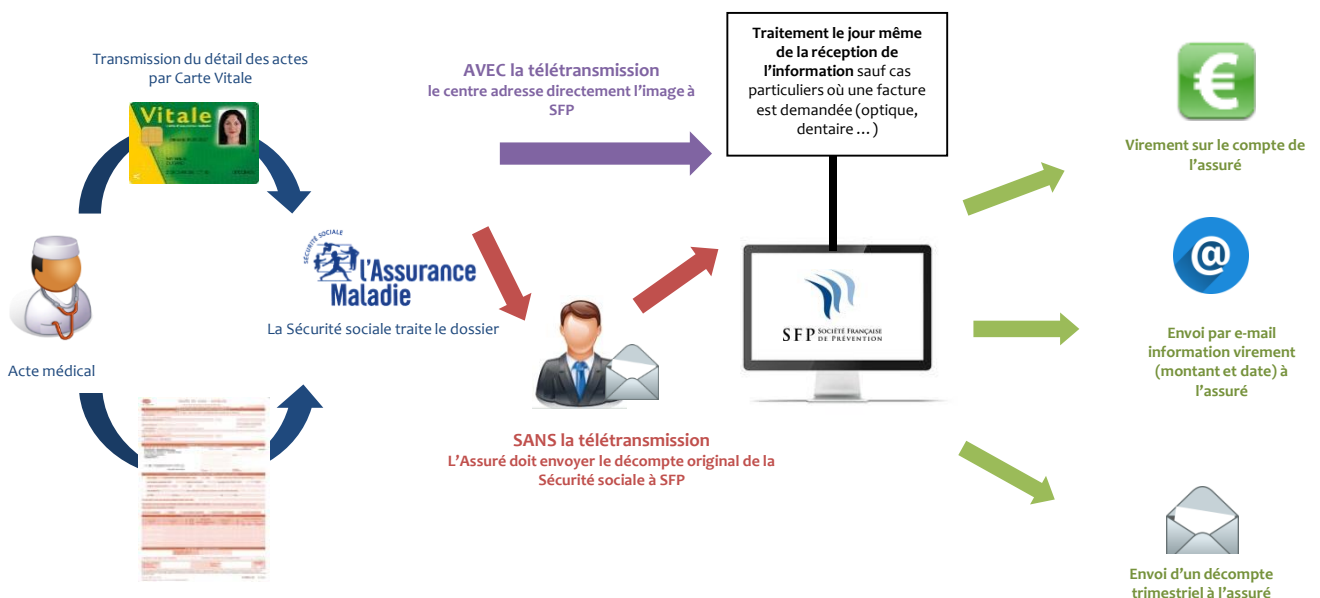 Transmission du détail des actes
par Carte Vitale
Vitale
Acte médical
SÉCURITÉ SOCIALE
l'Assurance
Maladie
La Sécurité sociale traite le dossier
AVEC la télétransmission
le centre adresse directement l'image à
SFP
SANS la télétransmission
L'Assuré doit envoyer le décompte original de la
Sécurité sociale à SFP
Traitement le jour même
de la réception de
l'information sauf cas
particuliers où une facture
est demandée (optique,
dentaire …)
SFP SOCIÉTÉ FRANÇAISE
DE PRÉVENTION
€
Virement sur le compte de
l'assuré
@
Envoi par e-mail
information virement
(montant et date) à
l'assuré
Envoi d'un décompte
trimestriel à l'assuré